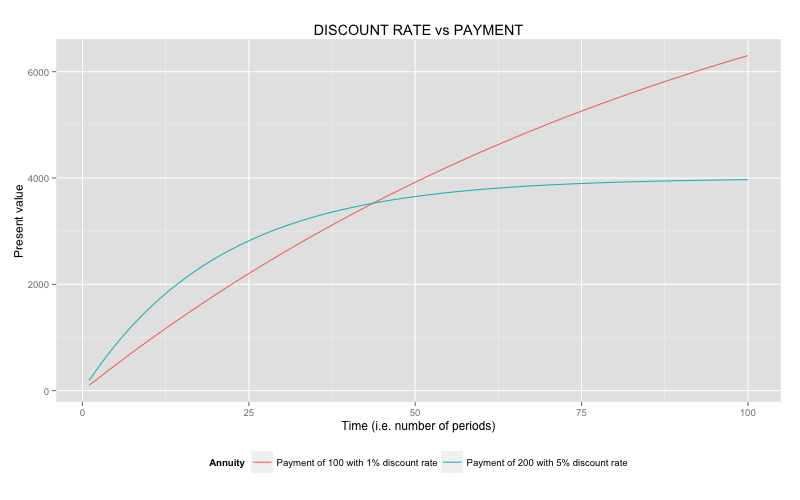 DISCOUNT RATE vs PAYMENT
Present value
6000
4000
2000
0
0 25 50 75 100
Time (i.e. number of periods)
Annuity Payment of 100 with 1% discount rate Payment of 200 with 5% discount rate